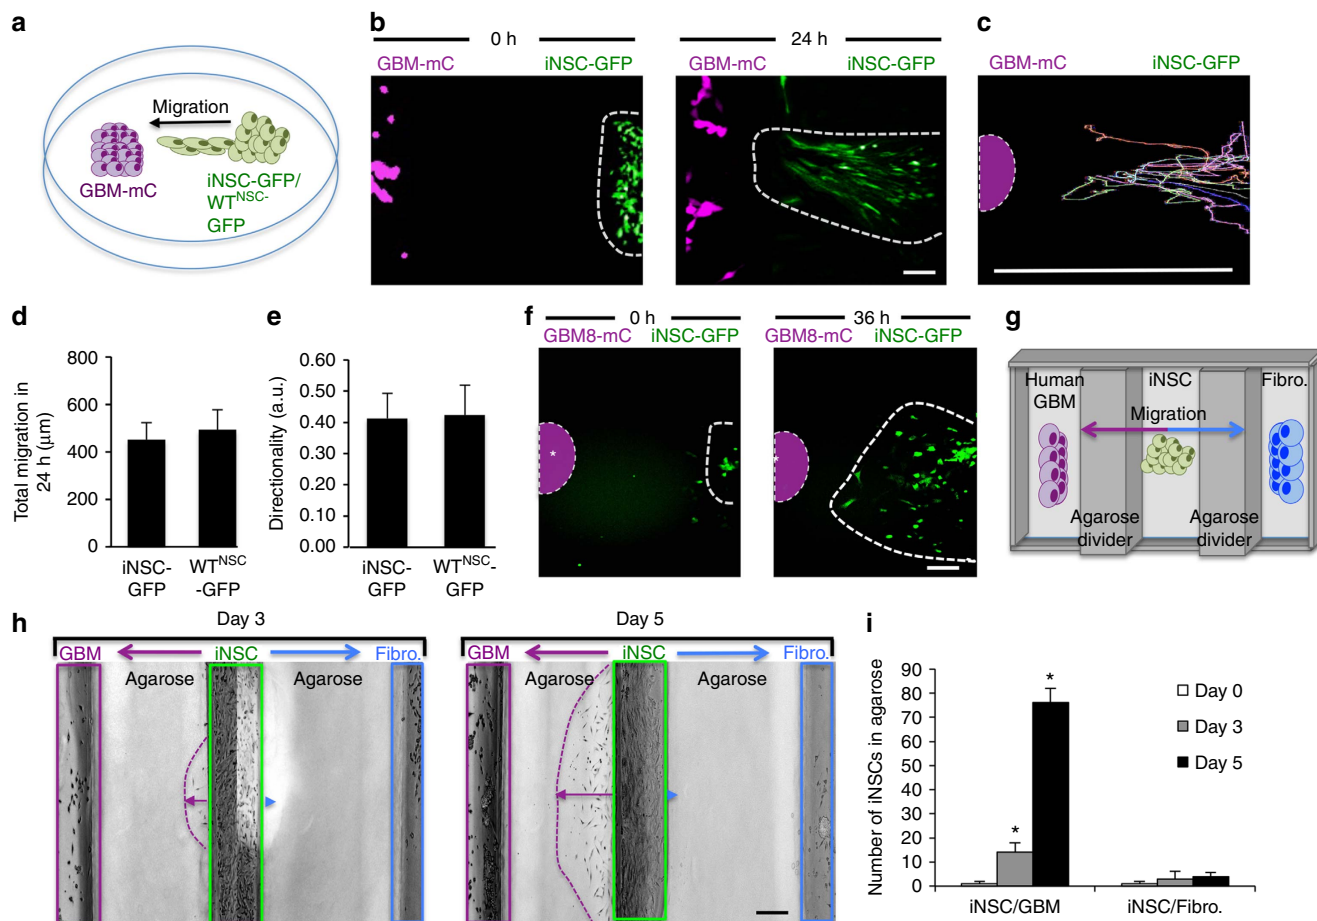 a
Migration
GBM-mC
iNSC-GFP/
WT^NSC-
GFP
b
0 h
24 h
GBM-mC
iNSC-GFP
GBM-mC
iNSC-GFP
c
GBM-mC
iNSC-GFP
d
Total migration in
24 h (μm)
800
600
400
200
0
iNSC-
GFP
WT^NSC
-GFP
e
Directionality (a.u.)
0.60
0.50
0.40
0.30
0.20
0.10
0.00
iNSC-
GFP
WT^NSC-
GFP
f
0 h
36 h
GBM8-mC
iNSC-GFP
GBM8-mC
iNSC-GFP
*
*
g
Human
GBM
iNSC
Fibro.
Migration
Agarose
divider
Agarose
divider
h
Day 3
Day 5
GBM
iNSC
Fibro.
Agarose
Agarose
GBM
iNSC
Fibro.
Agarose
Agarose
i
Number of iNSCs in agarose
90
80
70
60
50
40
30
20
10
0
*
*
Day 0
Day 3
Day 5
iNSC/GBM
iNSC/Fibro.